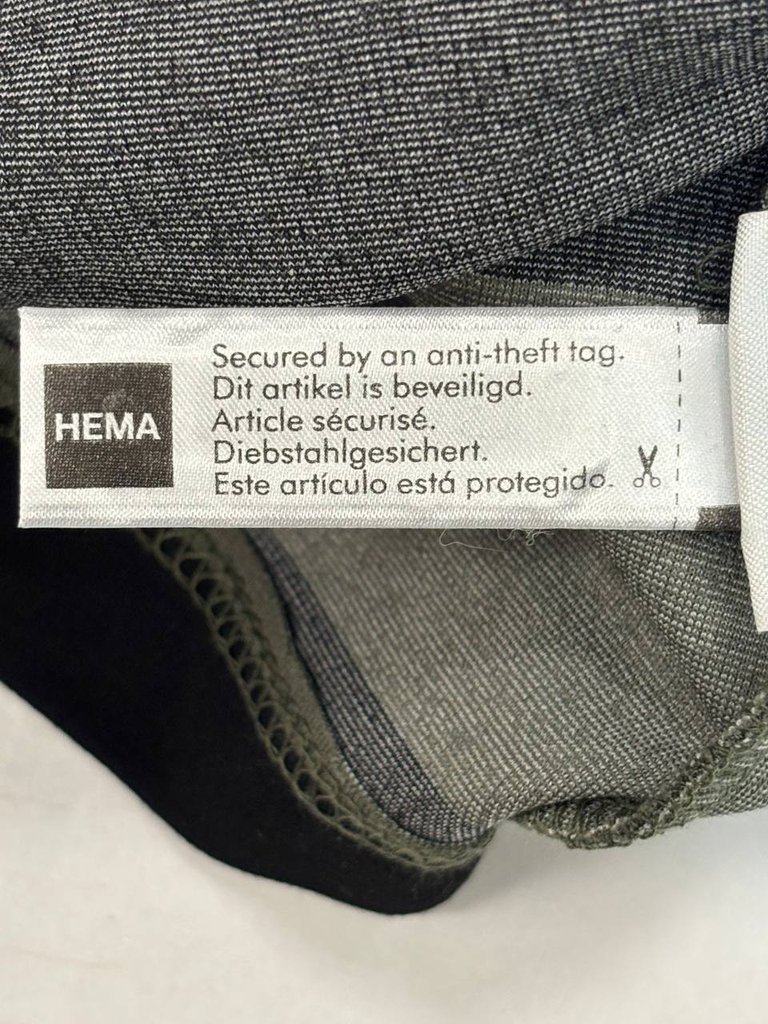 HEMA
Secured by an anti-theft tag.
Dit artikel is beveiligd.
Article sécurisé.
Diebstahlgesichert.
Este artículo está protegido.